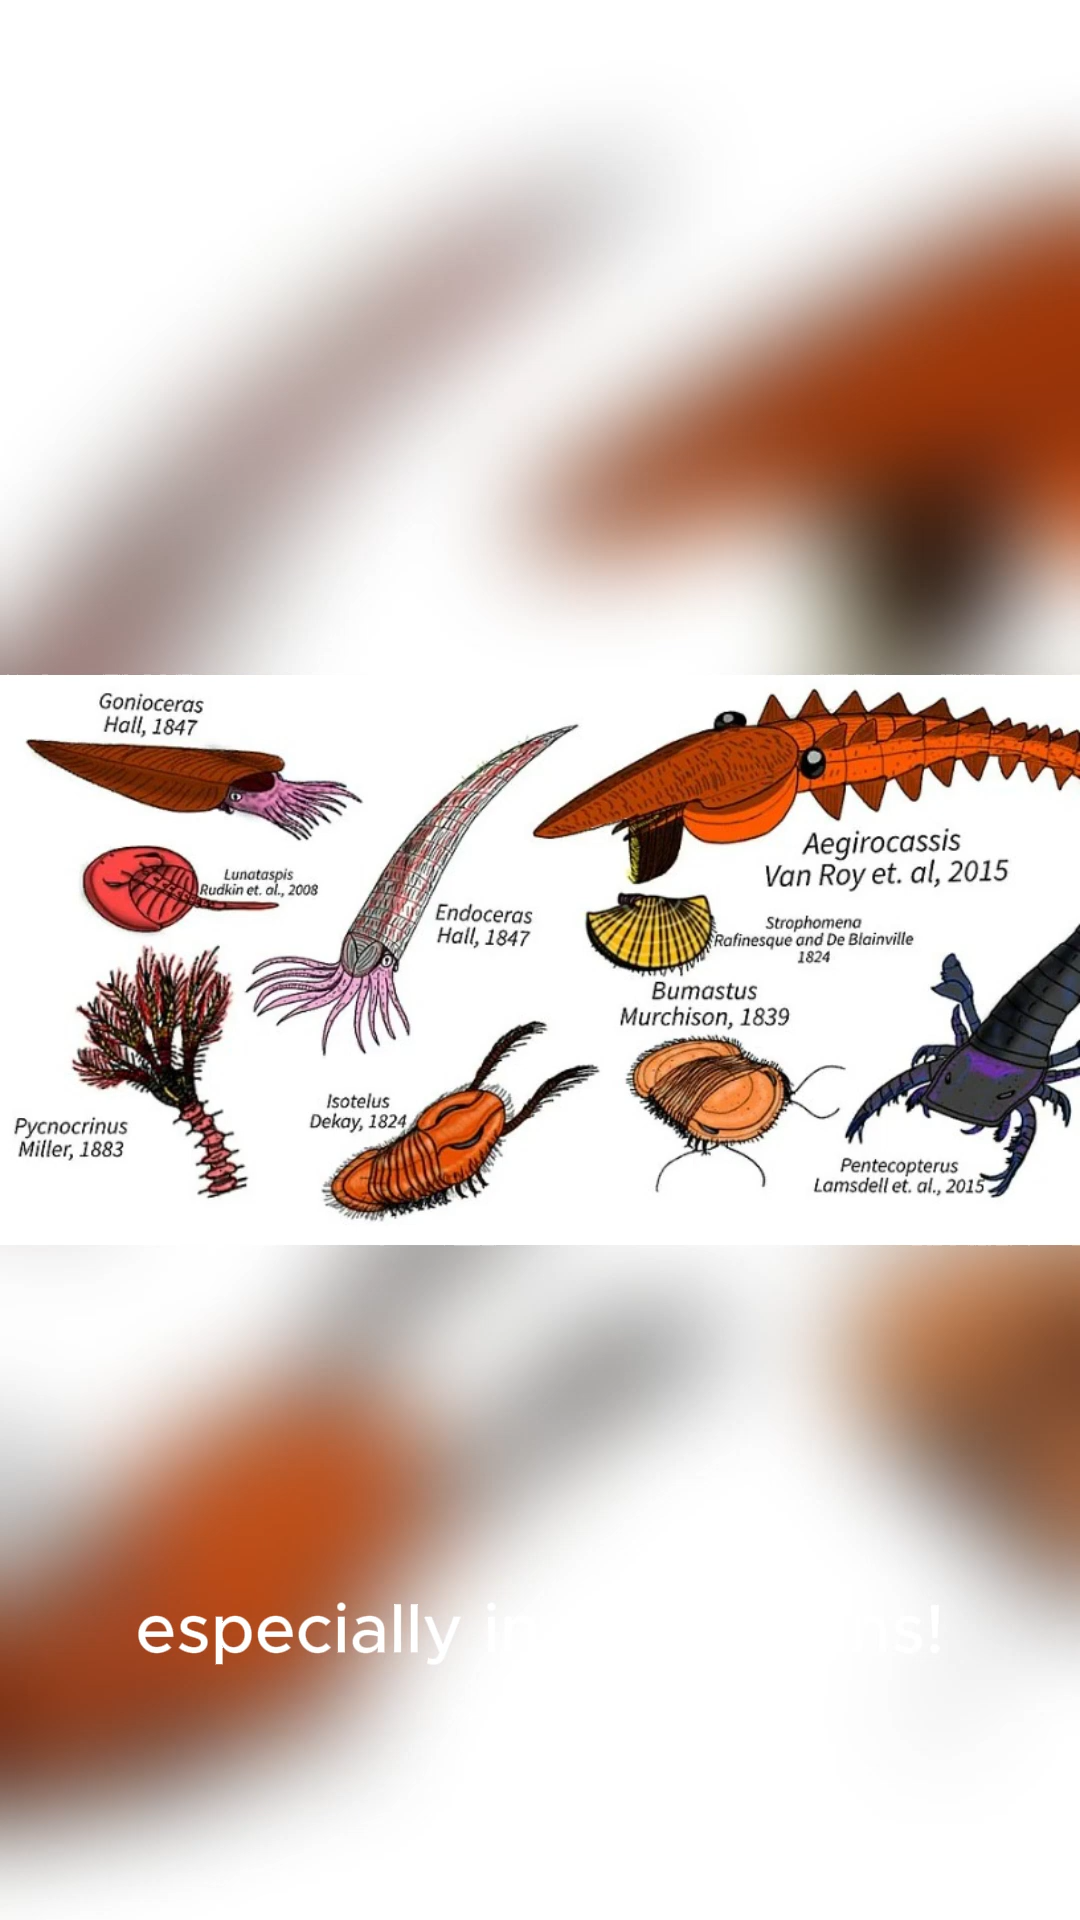 Gonioceras
Hall, 1847
Lunataspis
Rudkin et. al., 2008
Endoceras
Hall, 1847
Aegirocassis
Van Roy et. al, 2015
Strophomena
Rafinesque and De Blainville
1824
Bumastus
Murchison, 1839
Pycnocrinus
Miller, 1883
Isotelus
Dekay, 1824
Pentecopterus
Lamsdell et. al., 2015
especially